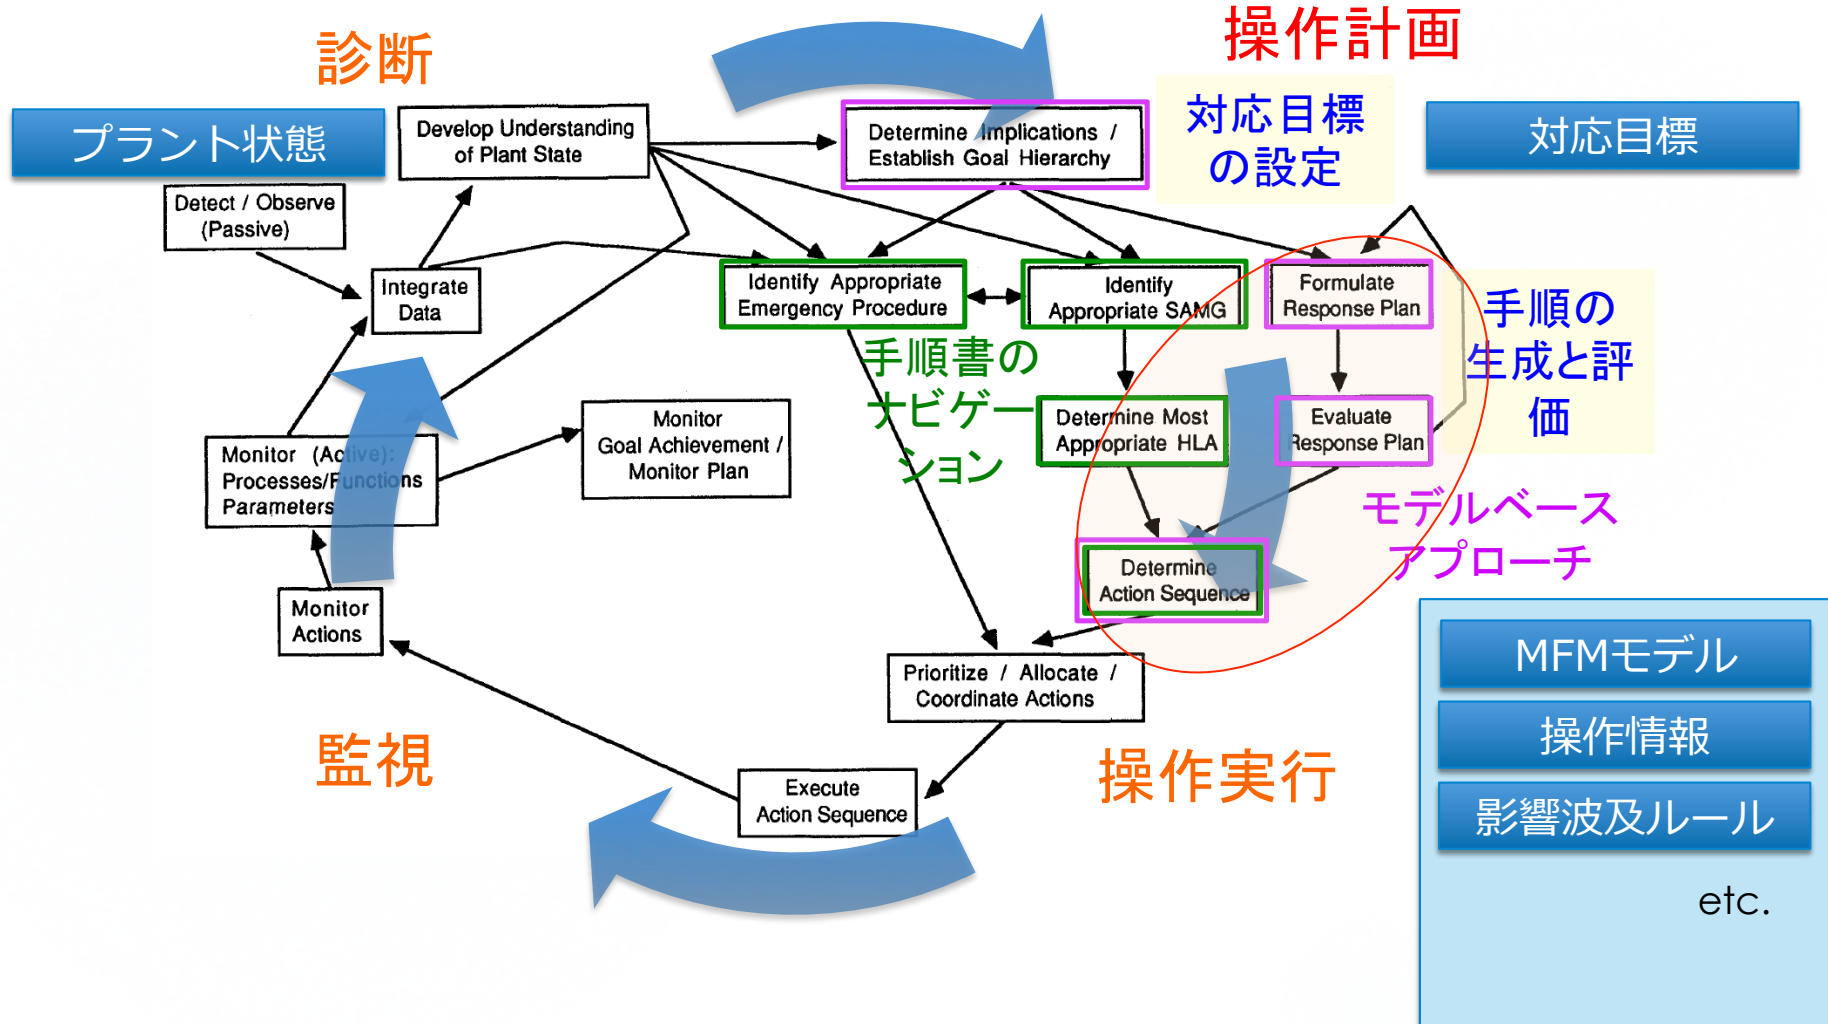 診断
操作計画
プラント状態
Develop Understanding
of Plant State
Determine Implications /
Establish Goal Hierarchy
対応目標
の設定
対応目標
Detect / Observe
(Passive)
Integrate
Data
Identify Appropriate
Emergency Procedure
Identify
Appropriate SAMG
Formulate
Response Plan
手順の
生成と評
価
手順書の
ナビゲー
ション
Monitor (Active):
Processes/Functions
Parameters
Monitor
Goal Achievement /
Monitor Plan
Determine Most
Appropriate HLA
Evaluate
Response Plan
モデルベース
アプローチ
Determine
Action Sequence
Monitor
Actions
Prioritize / Allocate /
Coordinate Actions
MFMモデル
操作情報
影響波及ルール
etc.
監視
操作実行
Execute
Action Sequence